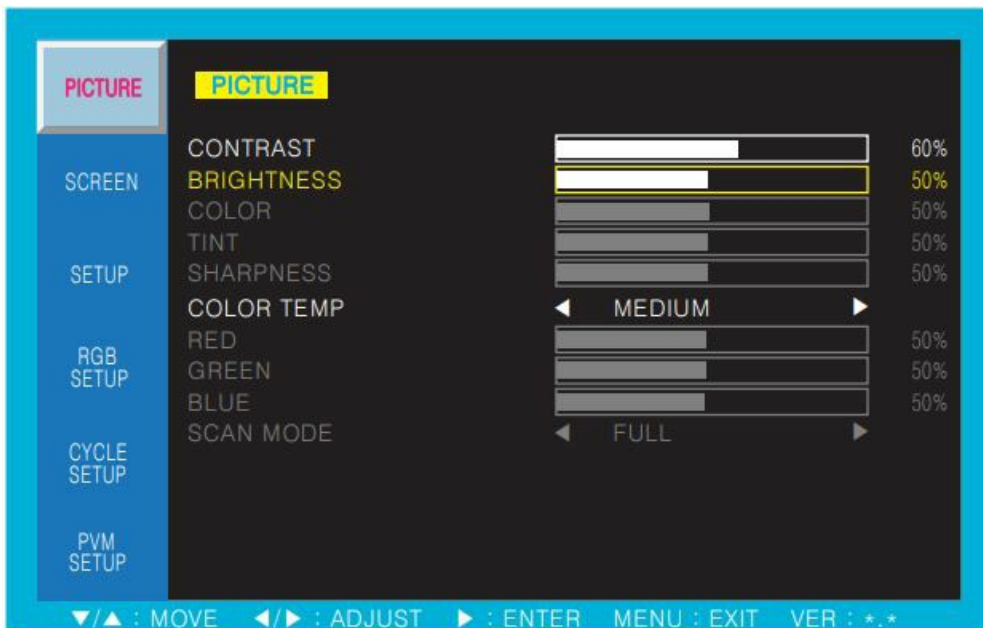 PICTURE
SCREEN
SETUP
RGB
SETUP
CYCLE
SETUP
PVM
SETUP
PICTURE
CONTRAST 60%
BRIGHTNESS 50%
COLOR 50%
TINT 50%
SHARPNESS 50%
COLOR TEMP ◀ MEDIUM ▶
RED 50%
GREEN 50%
BLUE 50%
SCAN MODE ◀ FULL ▶
▼/▲ : MOVE ◀/▶ : ADJUST ▶ : ENTER MENU : EXIT VER : *.*